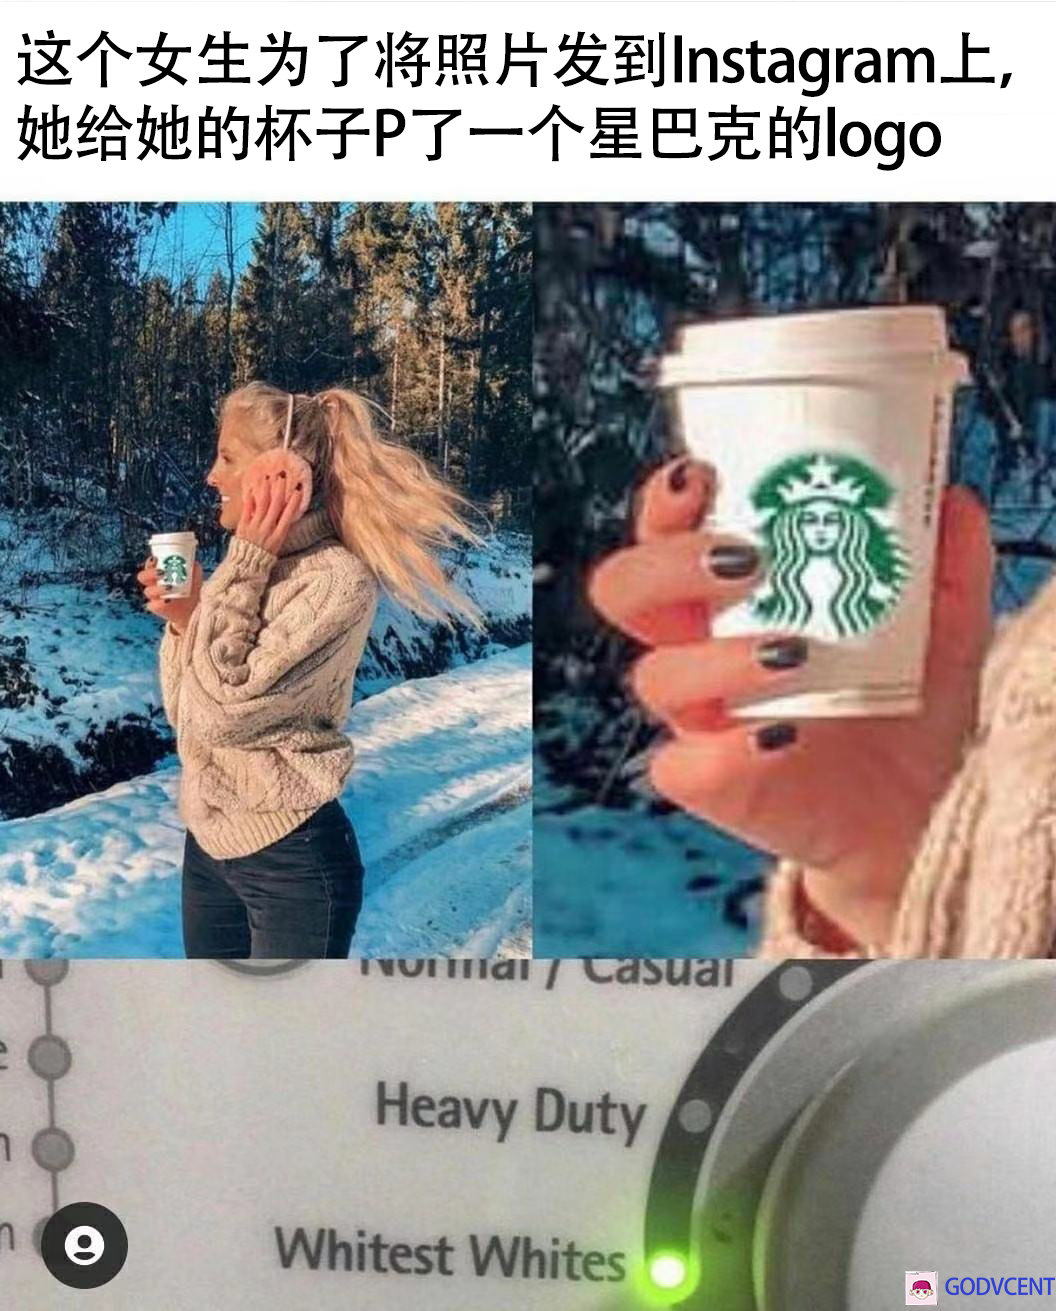 这个女生为了将照片发到Instagram上,
她给她的杯子P了一个星巴克的logo
Normal / Casual
Heavy Duty
Whitest Whites
GODVCENT